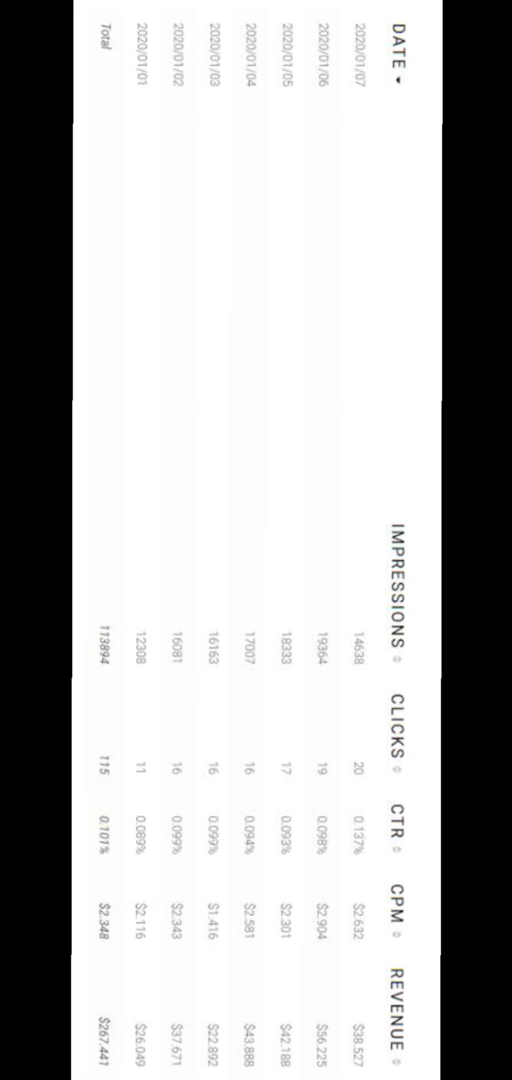 DATE IMPRESSIONS CLICKS CTR CPM REVENUE
2020/01/07 14638 20 0.137% $2.632 $38.527
2020/01/06 19364 19 0.098% $2.904 $56.225
2020/01/05 18333 17 0.093% $2.301 $42.188
2020/01/04 17007 16 0.094% $2.581 $43.888
2020/01/03 16163 16 0.099% $1.416 $22.892
2020/01/02 16081 16 0.099% $2.343 $37.671
2020/01/01 12308 11 0.089% $2.116 $26.049
Total 113894 115 0.101% $2.348 $267.441